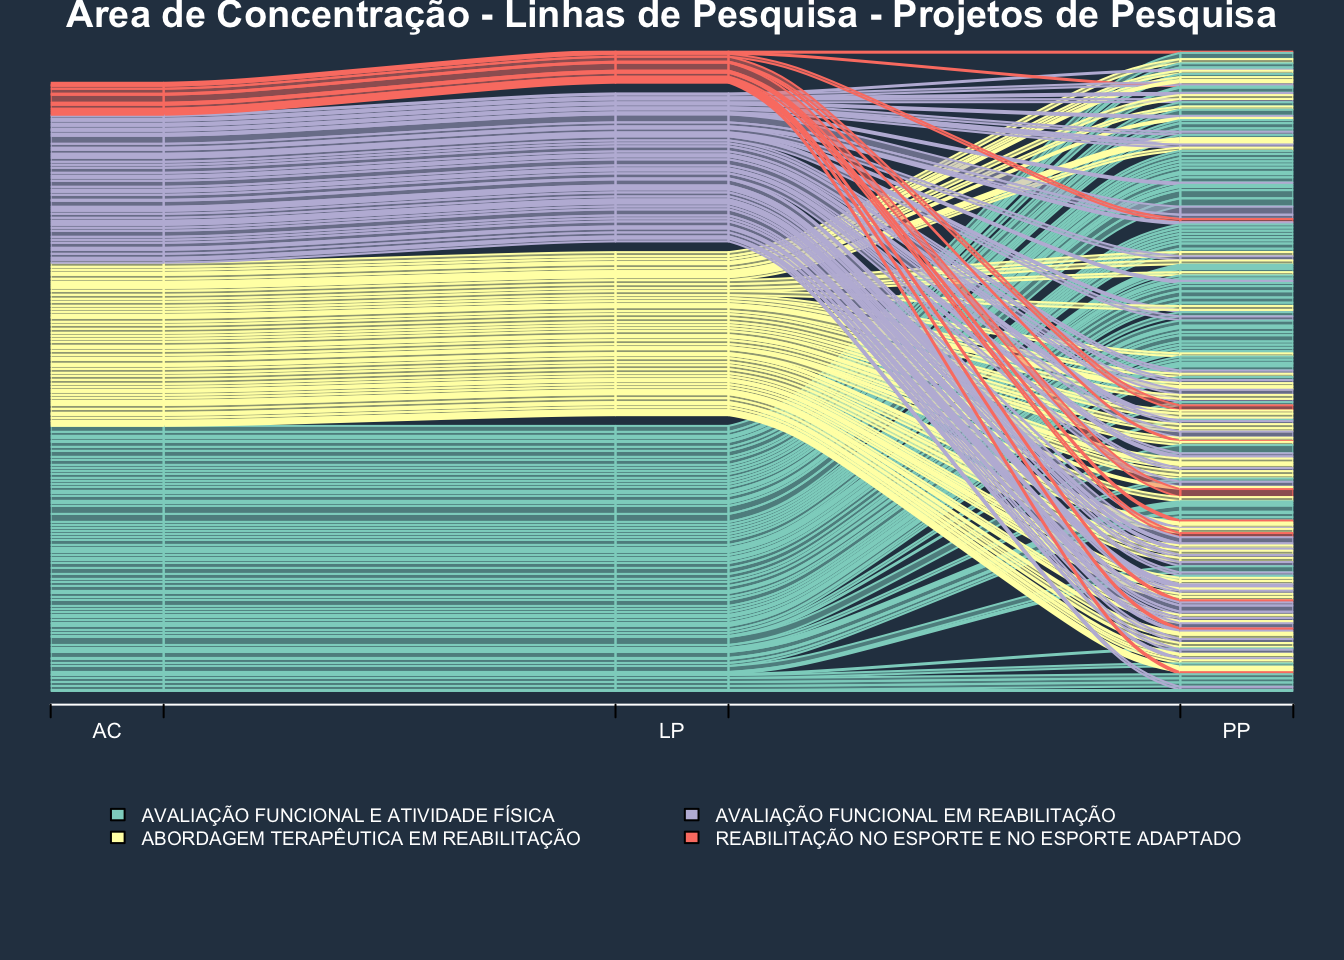 Área de Concentração - Linhas de Pesquisa - Projetos de Pesquisa
AC LP PP
AVALIAÇÃO FUNCIONAL E ATIVIDADE FÍSICA AVALIAÇÃO FUNCIONAL EM REABILITAÇÃO
ABORDAGEM TERAPÊUTICA EM REABILITAÇÃO REABILITAÇÃO NO ESPORTE E NO ESPORTE ADAPTADO